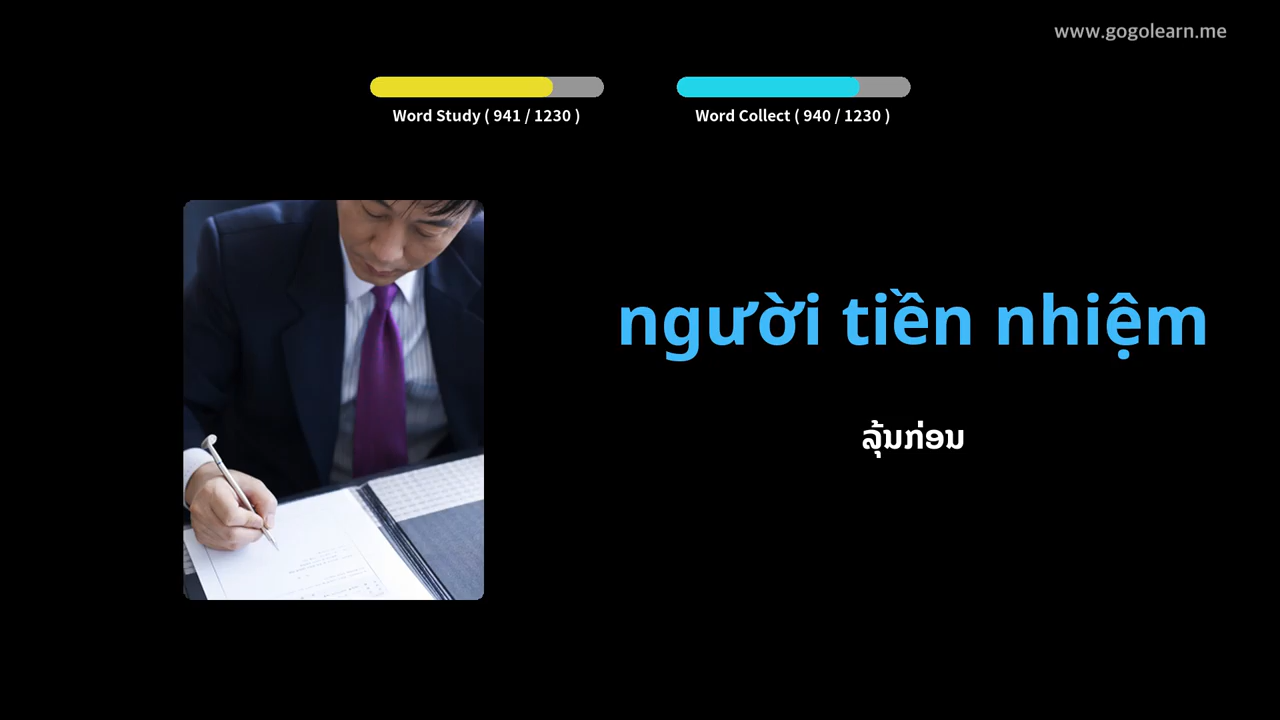 www.gogolearn.me
Word Study ( 941 / 1230 )
Word Collect ( 940 / 1230 )
người tiền nhiệm
ລຸ້ນກ່ອນ